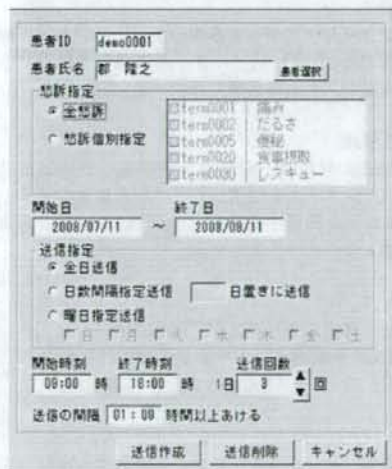 患者ID demo0001
患者氏名 郡 隆之 患者選択
愁訴指定
全愁訴
愁訴個別指定
term0001 痛み
term0002 だるさ
term0005 便秘
term0020 食事摂取
term0030 レスキュー
開始日 終了日
2008/07/11 ~ 2008/08/11
送信指定
全日送信
日数間隔指定送信 日置きに送信
曜日指定送信
日 月 火 水 木 金 土
開始時刻 終了時刻 送信回数
09:00 時 18:00 時 1日 3 回
送信の間隔 01:00 時間以上あける
送信作成 送信削除 キャンセル